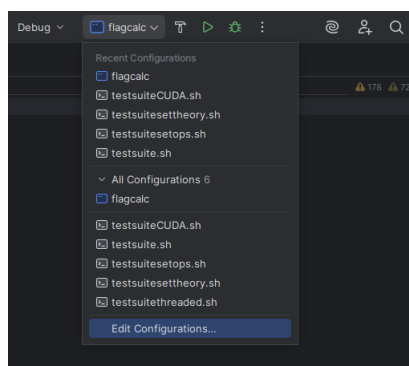 Debug flagcalc
Recent Configurations
flagcalc
testsuiteCUDA.sh
testsuitesettheory.sh
testsuitesetops.sh
testsuite.sh
All Configurations 6
flagcalc
testsuiteCUDA.sh
testsuite.sh
testsuitesetops.sh
testsuitesettheory.sh
testsuitethreaded.sh
Edit Configurations...
178 72